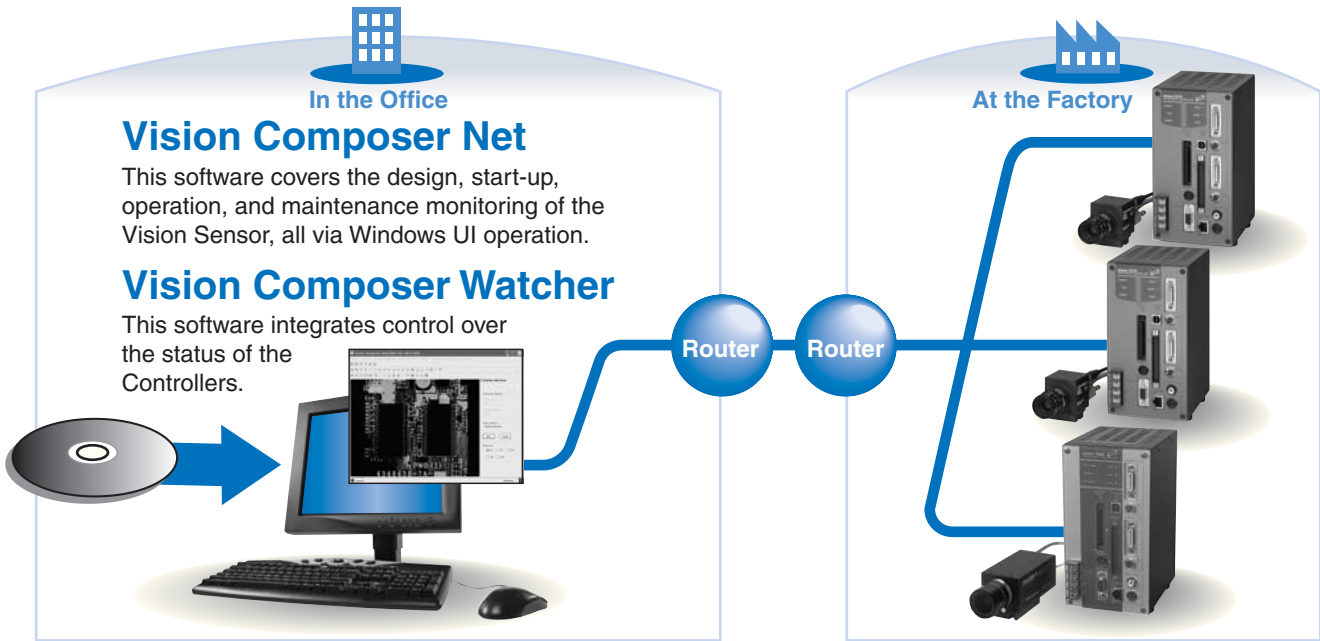 In the Office
At the Factory
Vision Composer Net
This software covers the design, start-up,
operation, and maintenance monitoring of the
Vision Sensor, all via Windows UI operation.
Vision Composer Watcher
This software integrates control over
the status of the
Controllers.
Router
Router